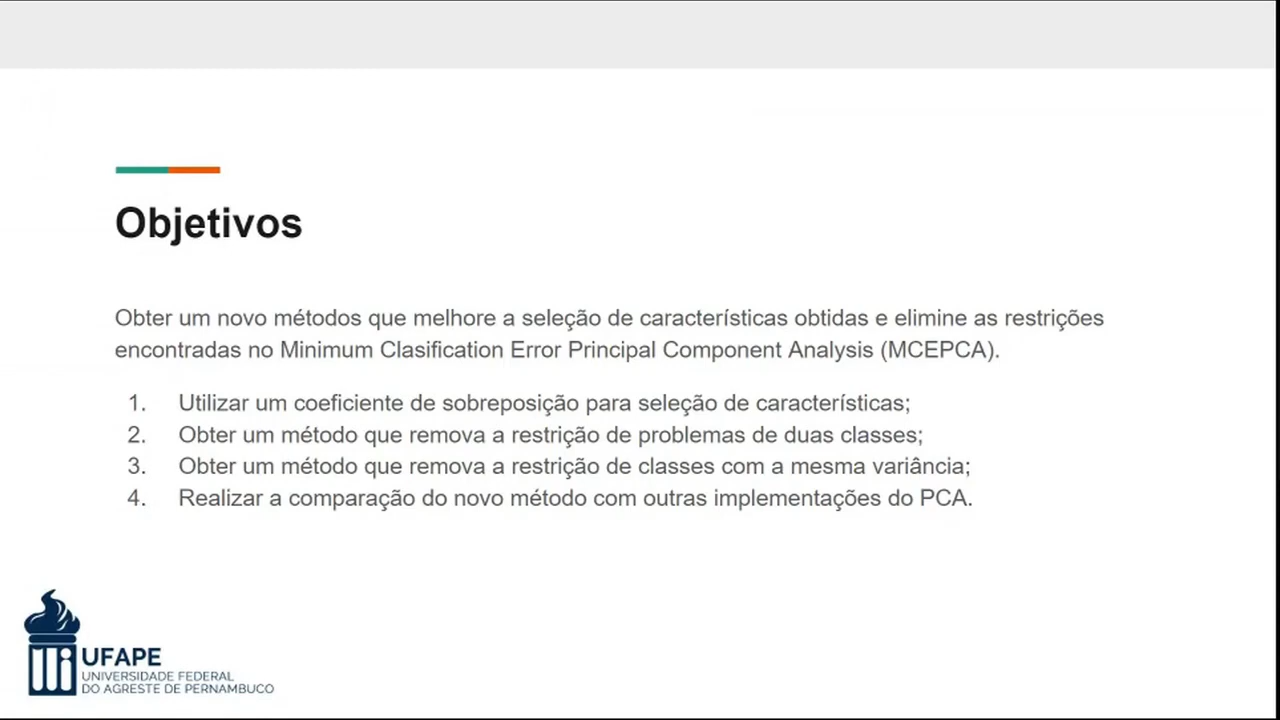 Objetivos
Obter um novo métodos que melhore a seleção de características obtidas e elimine as restrições
encontradas no Minimum Clasification Error Principal Component Analysis (MCEPCA).
1. Utilizar um coeficiente de sobreposição para seleção de características;
2. Obter um método que remova a restrição de problemas de duas classes;
3. Obter um método que remova a restrição de classes com a mesma variância;
4. Realizar a comparação do novo método com outras implementações do PCA.
UFAPE
UNIVERSIDADE FEDERAL
DO AGRESTE DE PERNAMBUCO